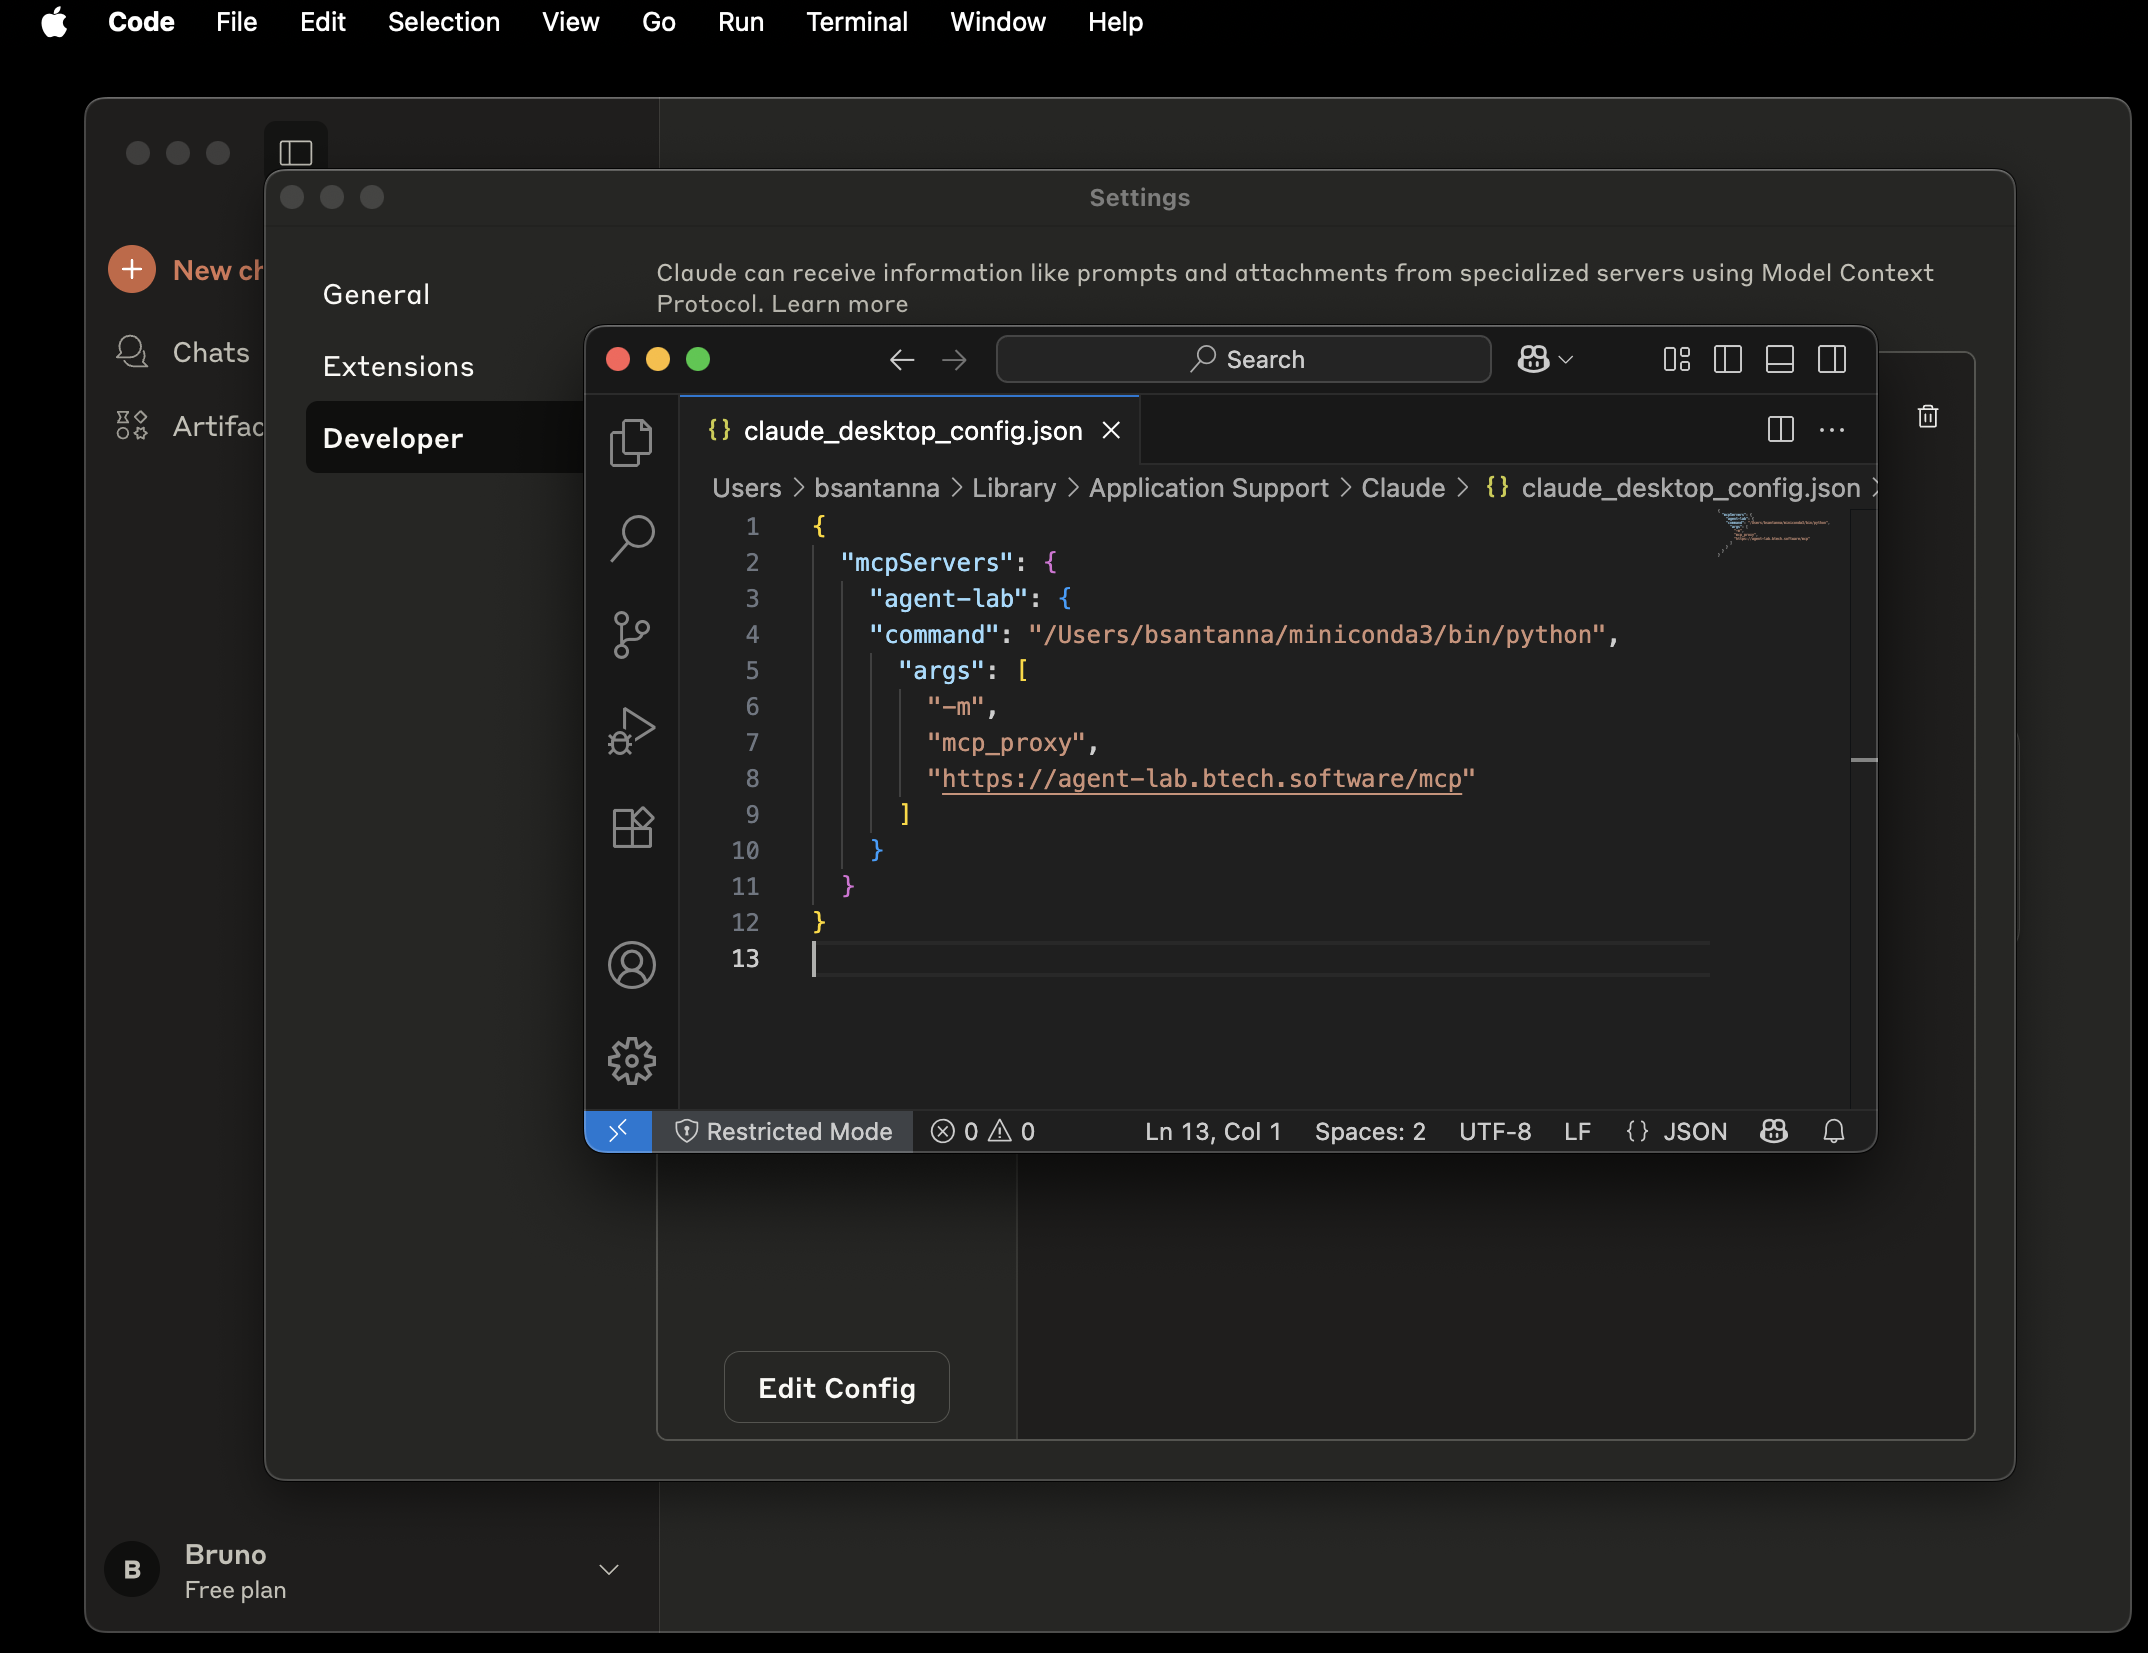 Code File Edit Selection View Go Run Terminal Window Help
Settings
New ch
Chats
Artifac
General
Extensions
Developer
Claude can receive information like prompts and attachments from specialized servers using Model Context
Protocol. Learn more
Search
{} claude_desktop_config.json
Users > bsantanna > Library > Application Support > Claude > {} claude_desktop_config.json >
1 {
2   "mcpServers": {
3     "agent-lab": {
4     "command": "/Users/bsantanna/miniconda3/bin/python",
5       "args": [
6         "-m",
7         "mcp_proxy",
8         "https://agent-lab.btech.software/mcp"
9       ]
10     }
11   }
12 }
13
Restricted Mode 0 0 Ln 13, Col 1 Spaces: 2 UTF-8 LF {} JSON
Edit Config
B
Bruno
Free plan